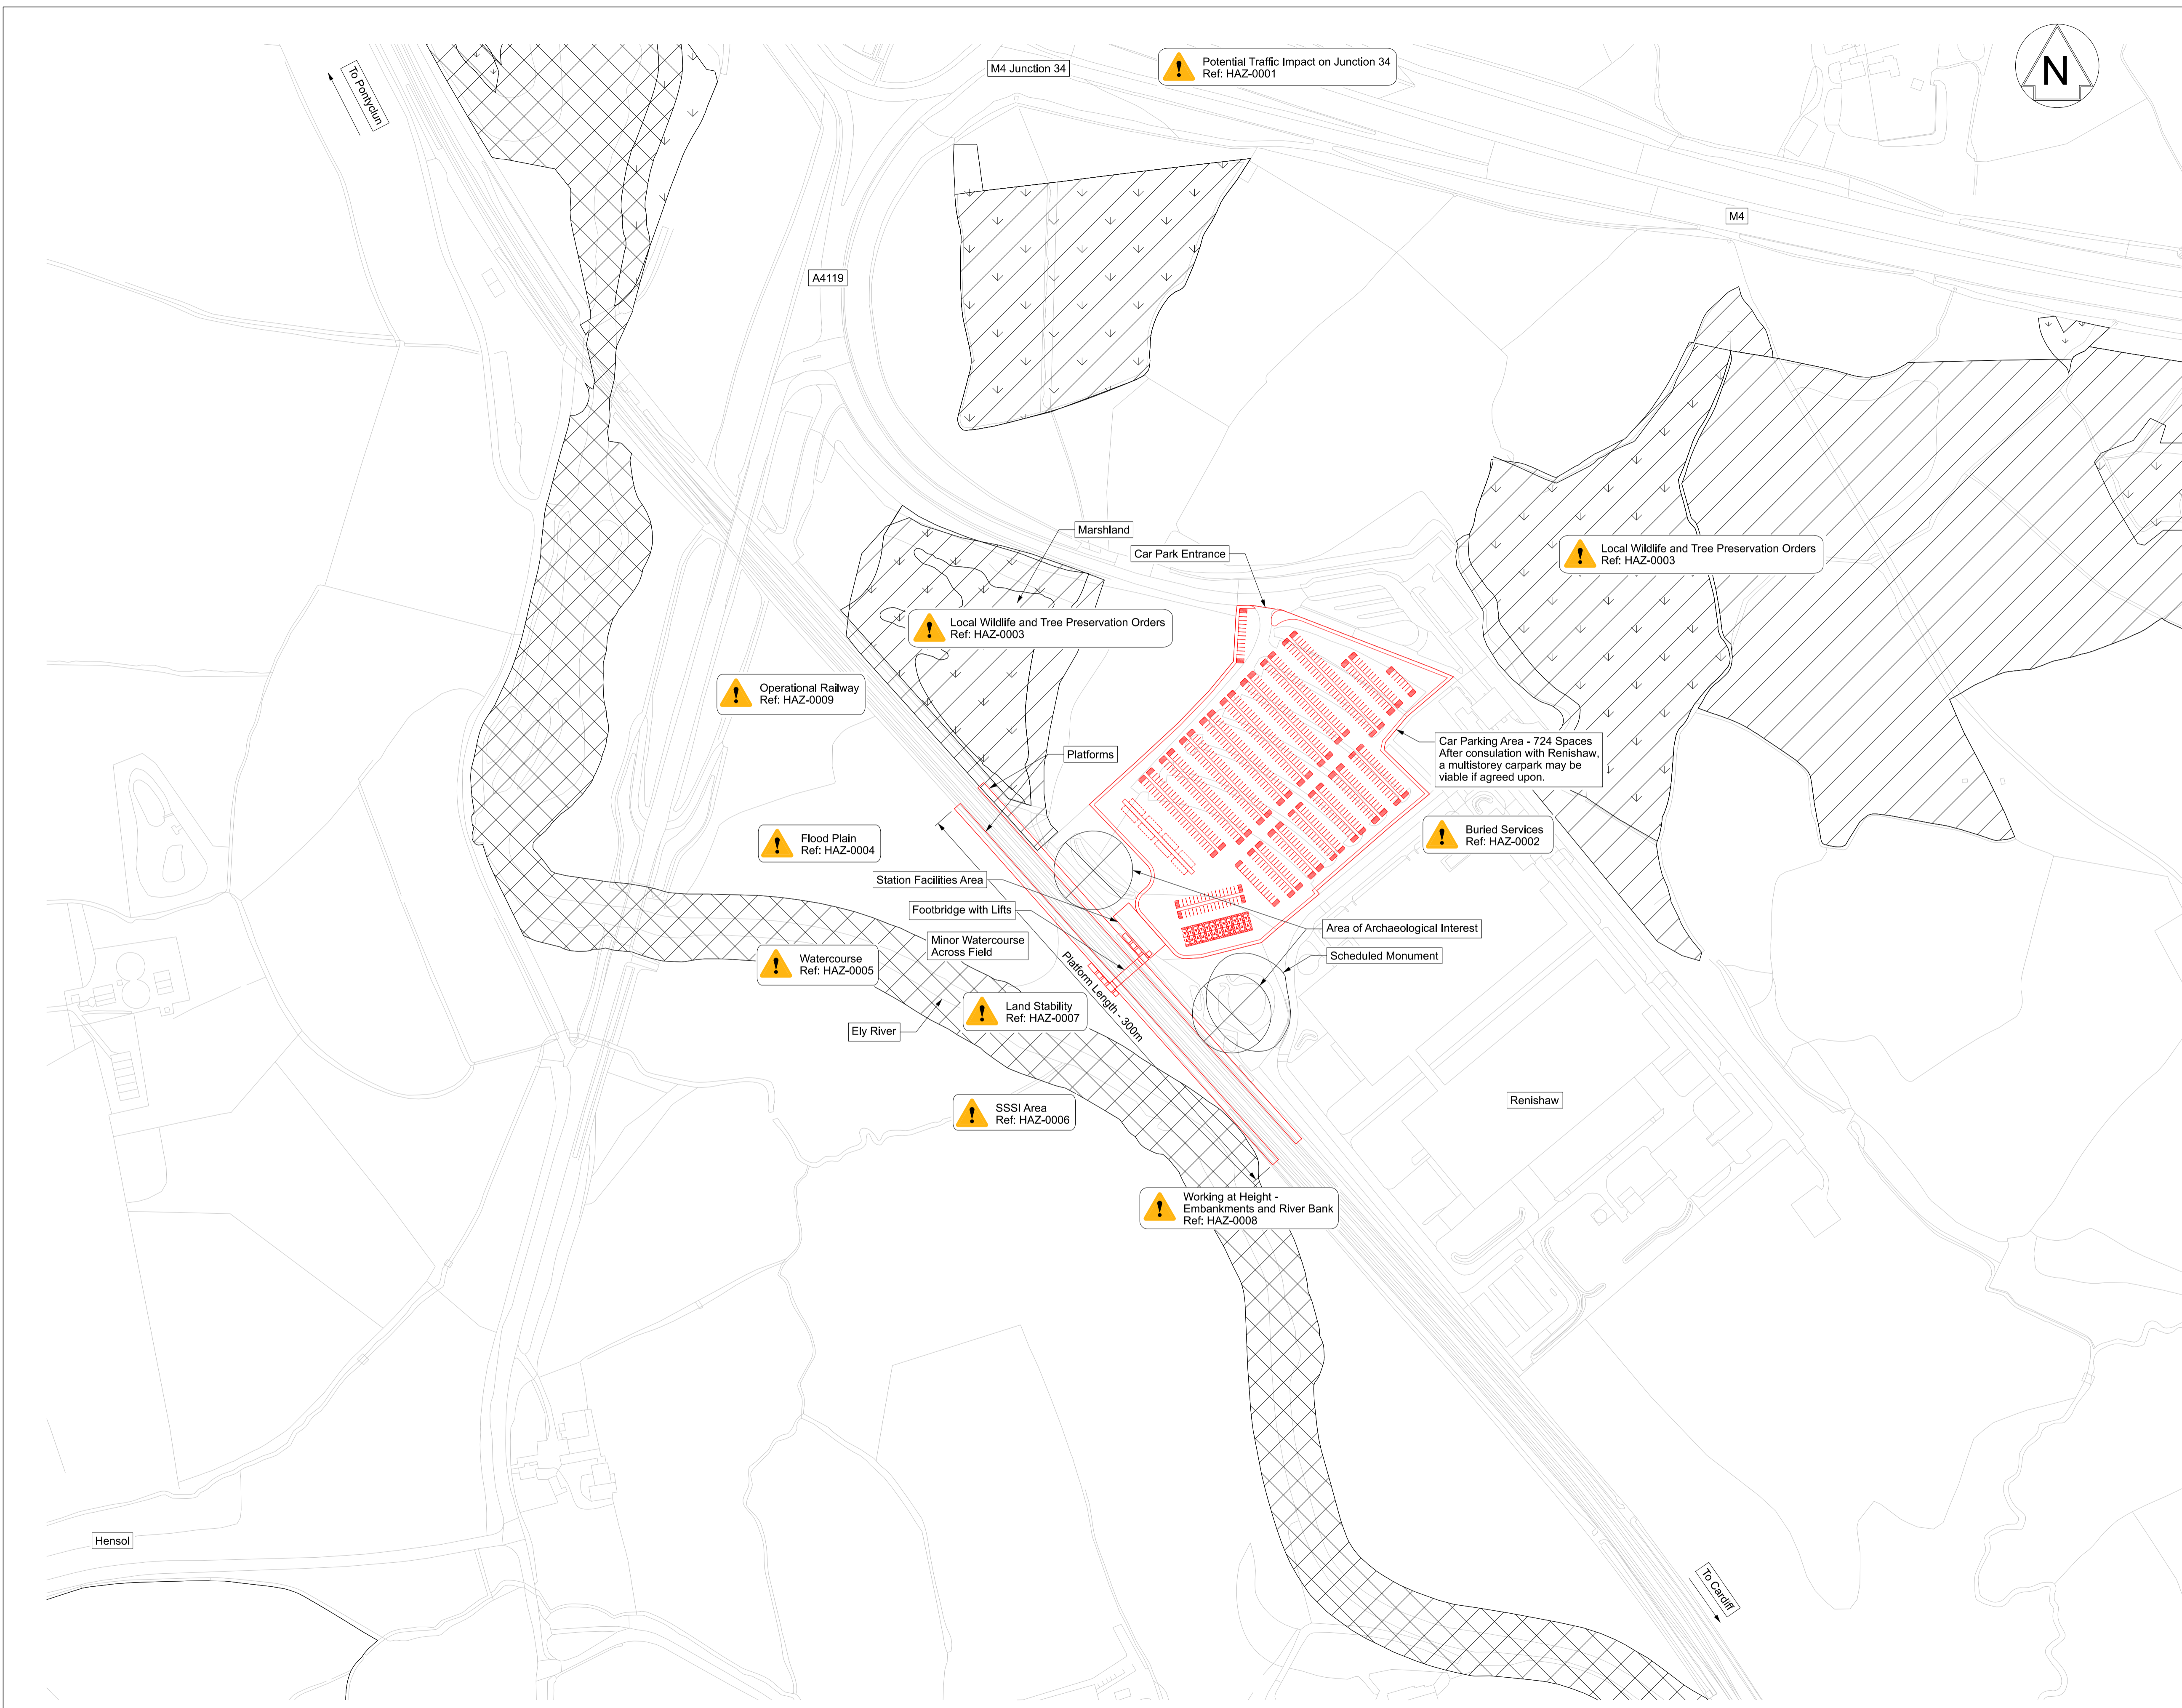 To Pontyclun
M4 Junction 34
Potential Traffic Impact on Junction 34
Ref: HAZ-0001
N
M4
A4119
Marshland
Car Park Entrance
Local Wildlife and Tree Preservation Orders
Ref: HAZ-0003
Local Wildlife and Tree Preservation Orders
Ref: HAZ-0003
Operational Railway
Ref: HAZ-0009
Platforms
Car Parking Area - 724 Spaces
After consulation with Renishaw,
a multistorey carpark may be
viable if agreed upon.
Flood Plain
Ref: HAZ-0004
Buried Services
Ref: HAZ-0002
Station Facilities Area
Footbridge with Lifts
Area of Archaeological Interest
Minor Watercourse
Across Field
Scheduled Monument
Watercourse
Ref: HAZ-0005
Platform Length - 300m
Land Stability
Ref: HAZ-0007
Ely River
SSSI Area
Ref: HAZ-0006
Renishaw
Working at Height -
Embankments and River Bank
Ref: HAZ-0008
Hensol
To Cardiff